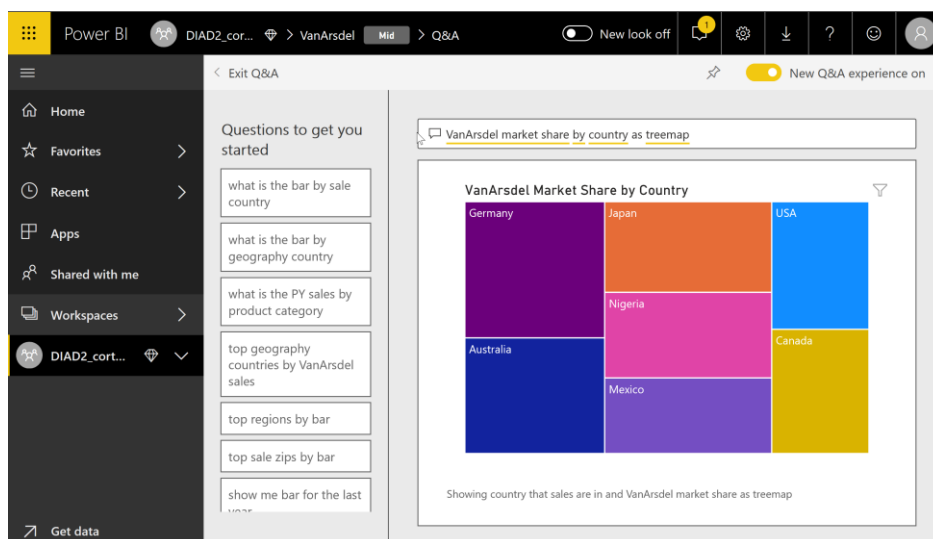 Power BI DIAD2_cor... > VanArsdel Mid > Q&A New look off 1 ?
Exit Q&A New Q&A experience on
Home
Favorites
Recent
Apps
Shared with me
Workspaces
DIAD2_cort...
Get data
Questions to get you
started
what is the bar by sale
country
what is the bar by
geography country
what is the PY sales by
product category
top geography
countries by VanArsdel
sales
top regions by bar
top sale zips by bar
show me bar for the last
year
VanArsdel market share by country as treemap
VanArsdel Market Share by Country
Germany
Japan
USA
Nigeria
Australia
Canada
Mexico
Showing country that sales are in and VanArsdel market share as treemap